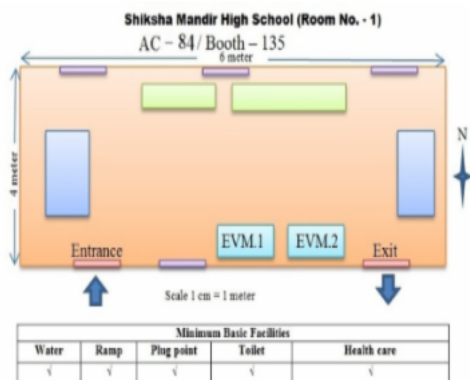 Shiksha Mandir High School (Room No. - 1)
AC – 84/ Booth – 135
6 meter
4 meter
N
EVM.1 EVM.2
Entrance Exit
Scale 1 cm = 1 meter
Minimum Basic Facilities
Water Ramp Plug point Toilet Health care
√ √ √ √ √